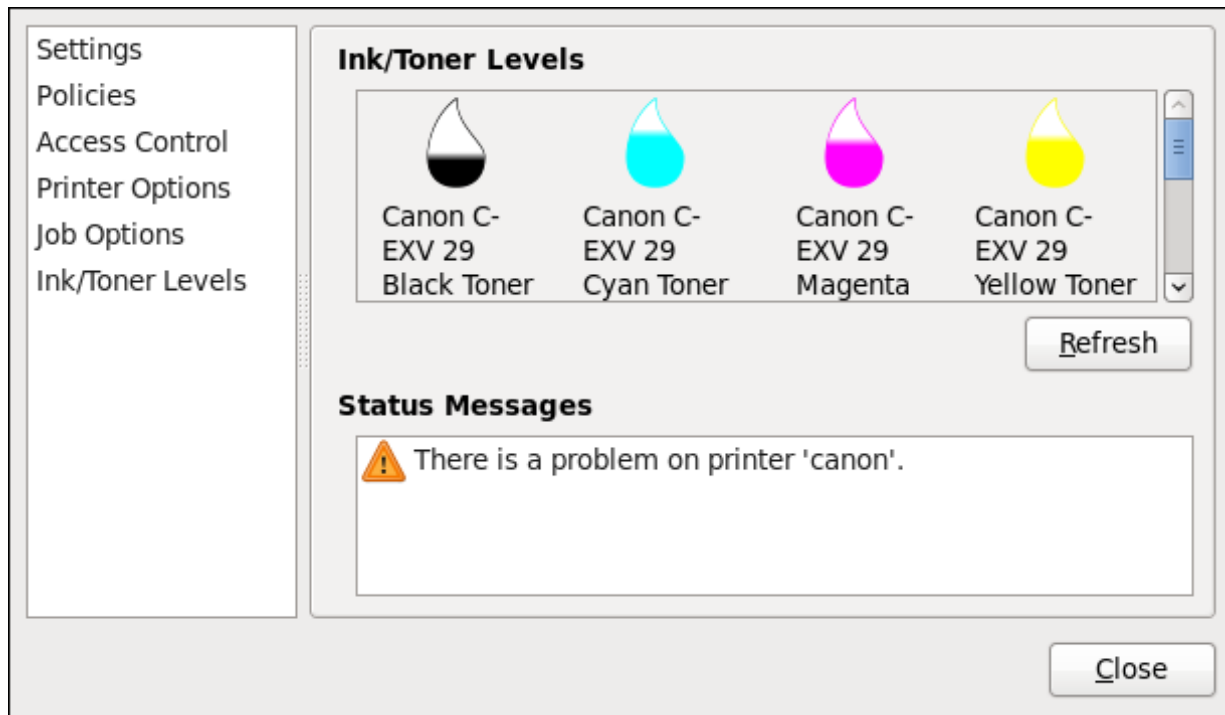 Settings
Policies
Access Control
Printer Options
Job Options
Ink/Toner Levels
Ink/Toner Levels
Canon C-
EXV 29
Black Toner
Canon C-
EXV 29
Cyan Toner
Canon C-
EXV 29
Magenta
Canon C-
EXV 29
Yellow Toner
Refresh
Status Messages
There is a problem on printer 'canon'.
Close